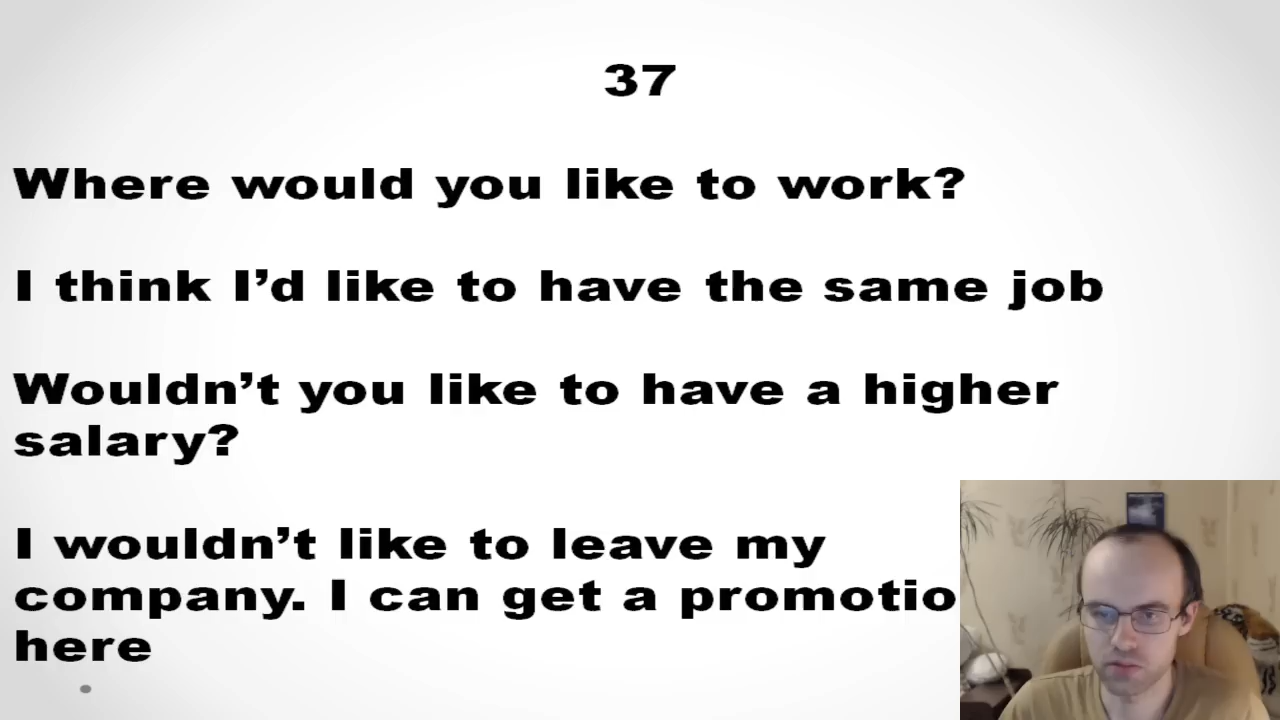 37
Where would you like to work?
I think I’d like to have the same job
Wouldn’t you like to have a higher
salary?
I wouldn’t like to leave my
company. I can get a promotio
here